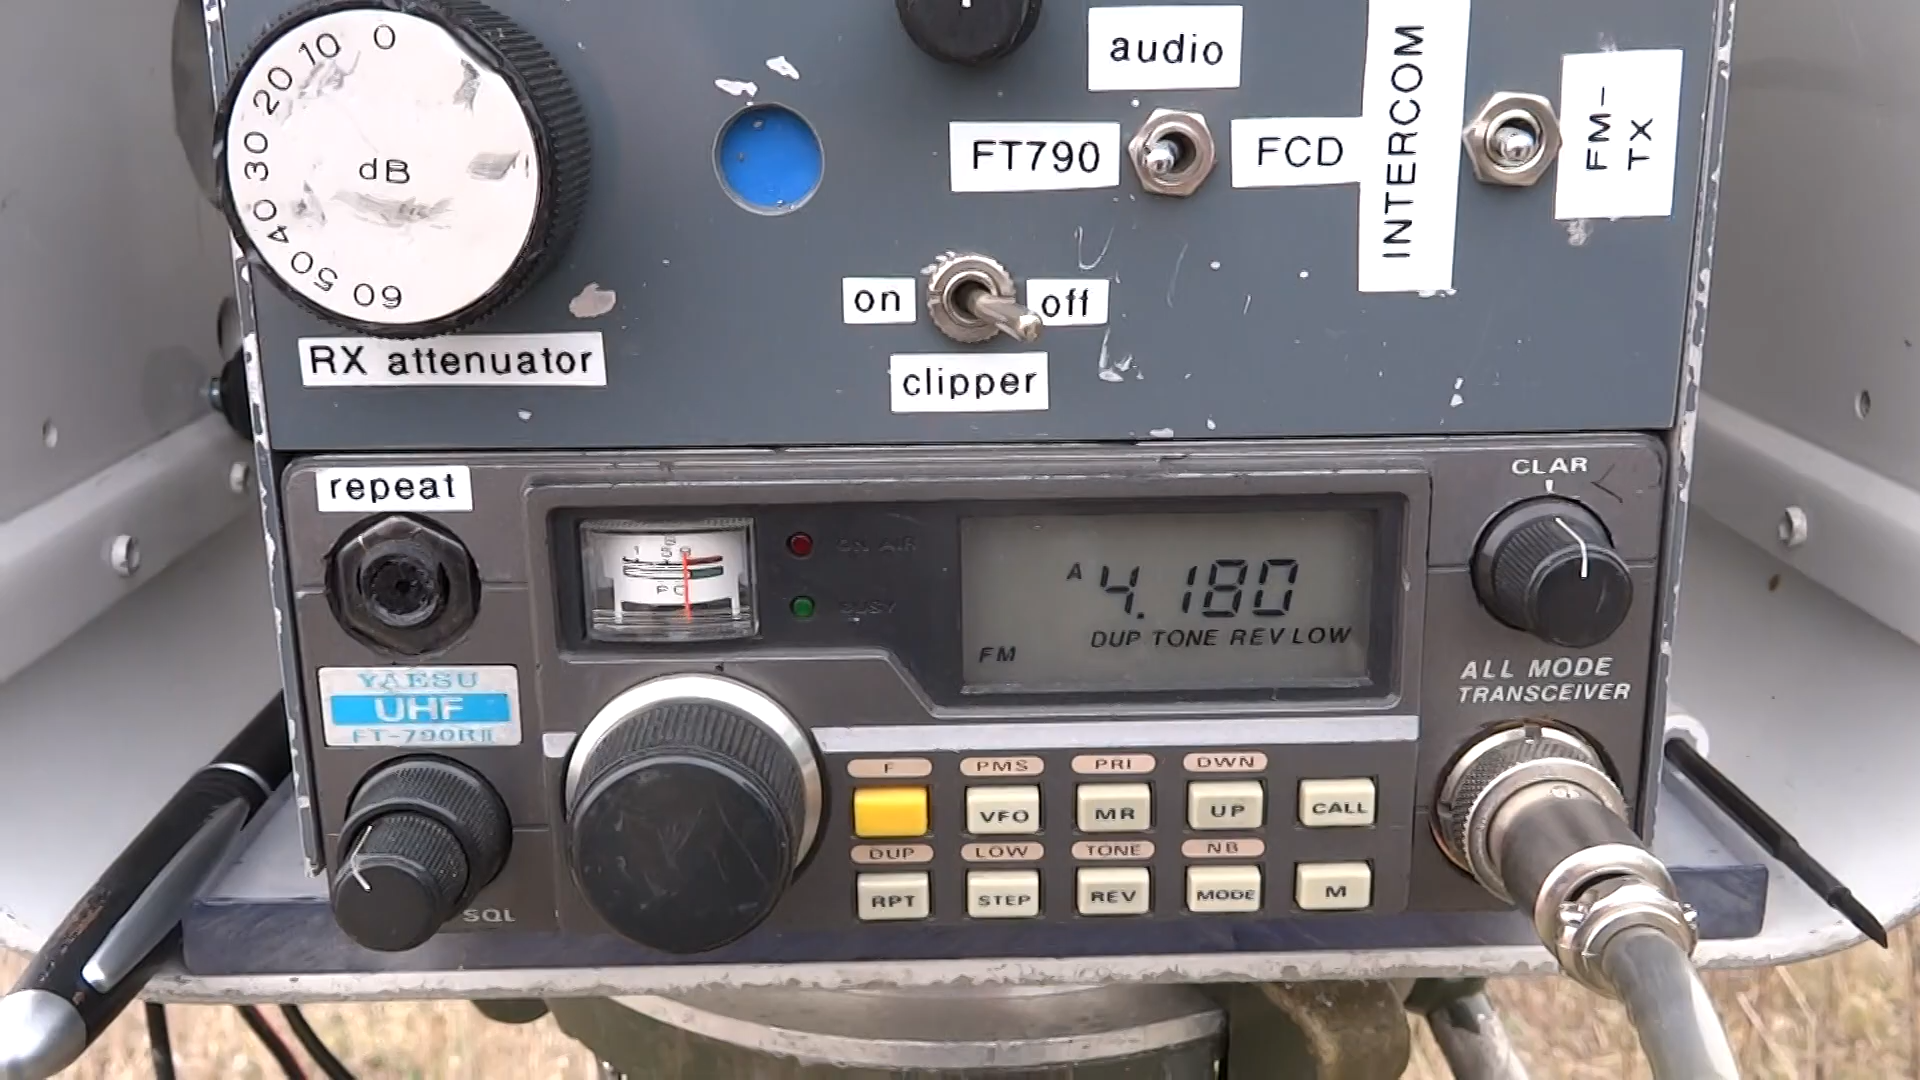 0
10
20
30
40
50
60
dB
RX attenuator
audio
FT790
FCD
INTERCOM
FM-
TX
on
off
clipper
repeat
ON AIR
BUSY
A 4.180
DUP TONE REV LOW
FM
CLAR
ALL MODE
TRANSCEIVER
YAESU
UHF
FT-790RII
SQL
F
PMS
PRI
DWN
VFO
MR
UP
CALL
DUP
LOW
TONE
NB
RPT
STEP
REV
MODE
M